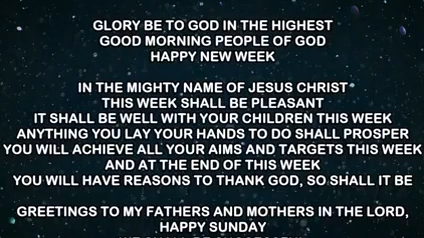 GLORY BE TO GOD IN THE HIGHEST
GOOD MORNING PEOPLE OF GOD
HAPPY NEW WEEK
IN THE MIGHTY NAME OF JESUS CHRIST
THIS WEEK SHALL BE PLEASANT
IT SHALL BE WELL WITH YOUR CHILDREN THIS WEEK
ANYTHING YOU LAY YOUR HANDS TO DO SHALL PROSPER
YOU WILL ACHIEVE ALL YOUR AIMS AND TARGETS THIS WEEK
AND AT THE END OF THIS WEEK
YOU WILL HAVE REASONS TO THANK GOD, SO SHALL IT BE
GREETINGS TO MY FATHERS AND MOTHERS IN THE LORD,
HAPPY SUNDAY